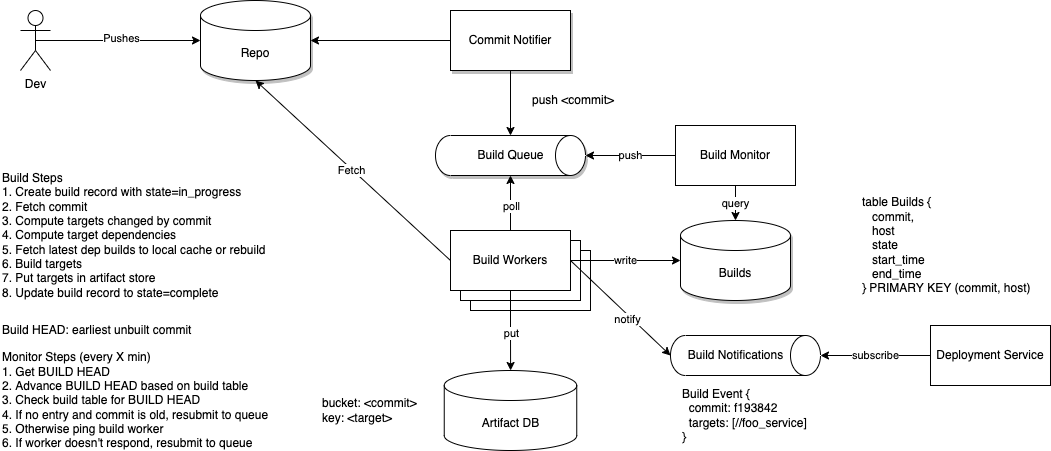 Pushes
Dev
Repo
Commit Notifier
push <commit>
Build Queue
push
Build Monitor
Fetch
poll
query
Build Steps
1. Create build record with state=in_progress
2. Fetch commit
3. Compute targets changed by commit
4. Compute target dependencies
5. Fetch latest dep builds to local cache or rebuild
6. Build targets
7. Put targets in artifact store
8. Update build record to state=complete
Build Workers
write
Builds
table Builds {
commit,
host
state
start_time
end_time
} PRIMARY KEY (commit, host)
Build HEAD: earliest unbuilt commit
put
notify
Build Notifications
subscribe
Deployment Service
Monitor Steps (every X min)
1. Get BUILD HEAD
2. Advance BUILD HEAD based on build table
3. Check build table for BUILD HEAD
4. If no entry and commit is old, resubmit to queue
5. Otherwise ping build worker
6. If worker doesn't respond, resubmit to queue
bucket: <commit>
key: <target>
Artifact DB
Build Event {
commit: f193842
targets: [//foo_service]
}